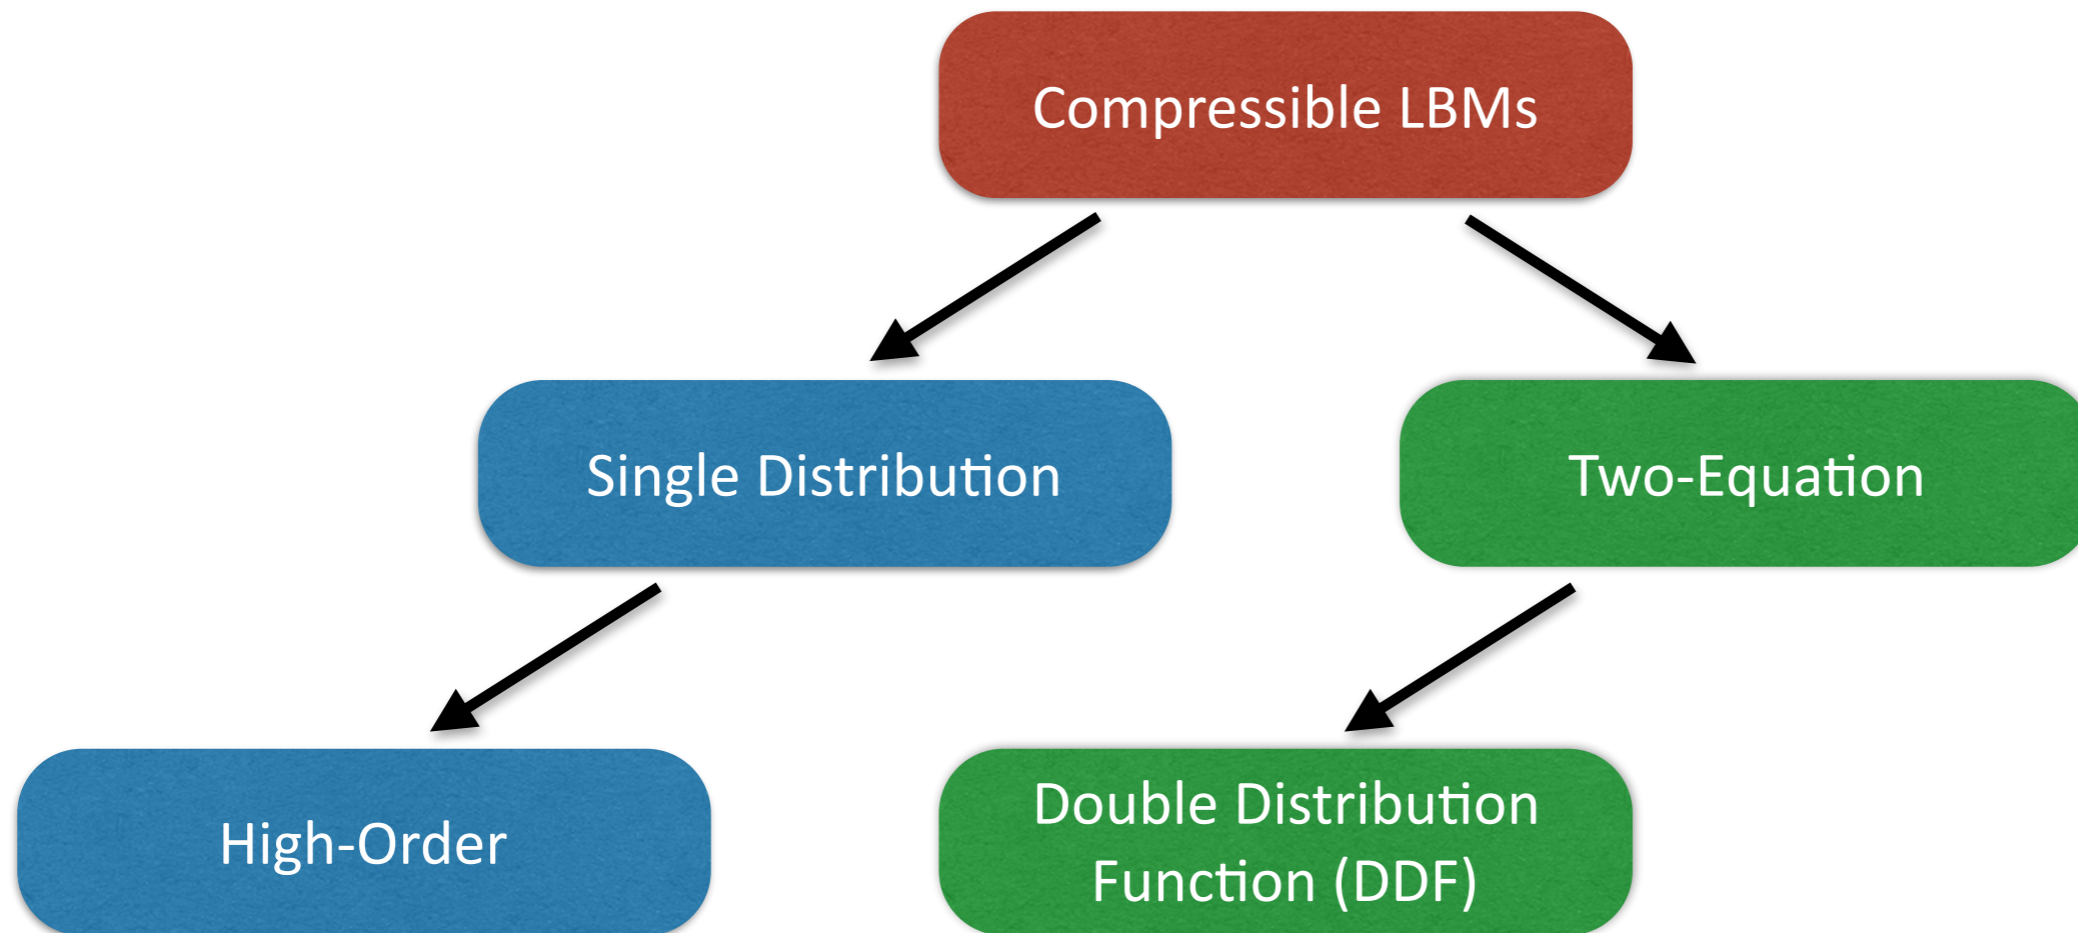 Compressible LBMs
Single Distribution
Two-Equation
High-Order
Double Distribution
Function (DDF)